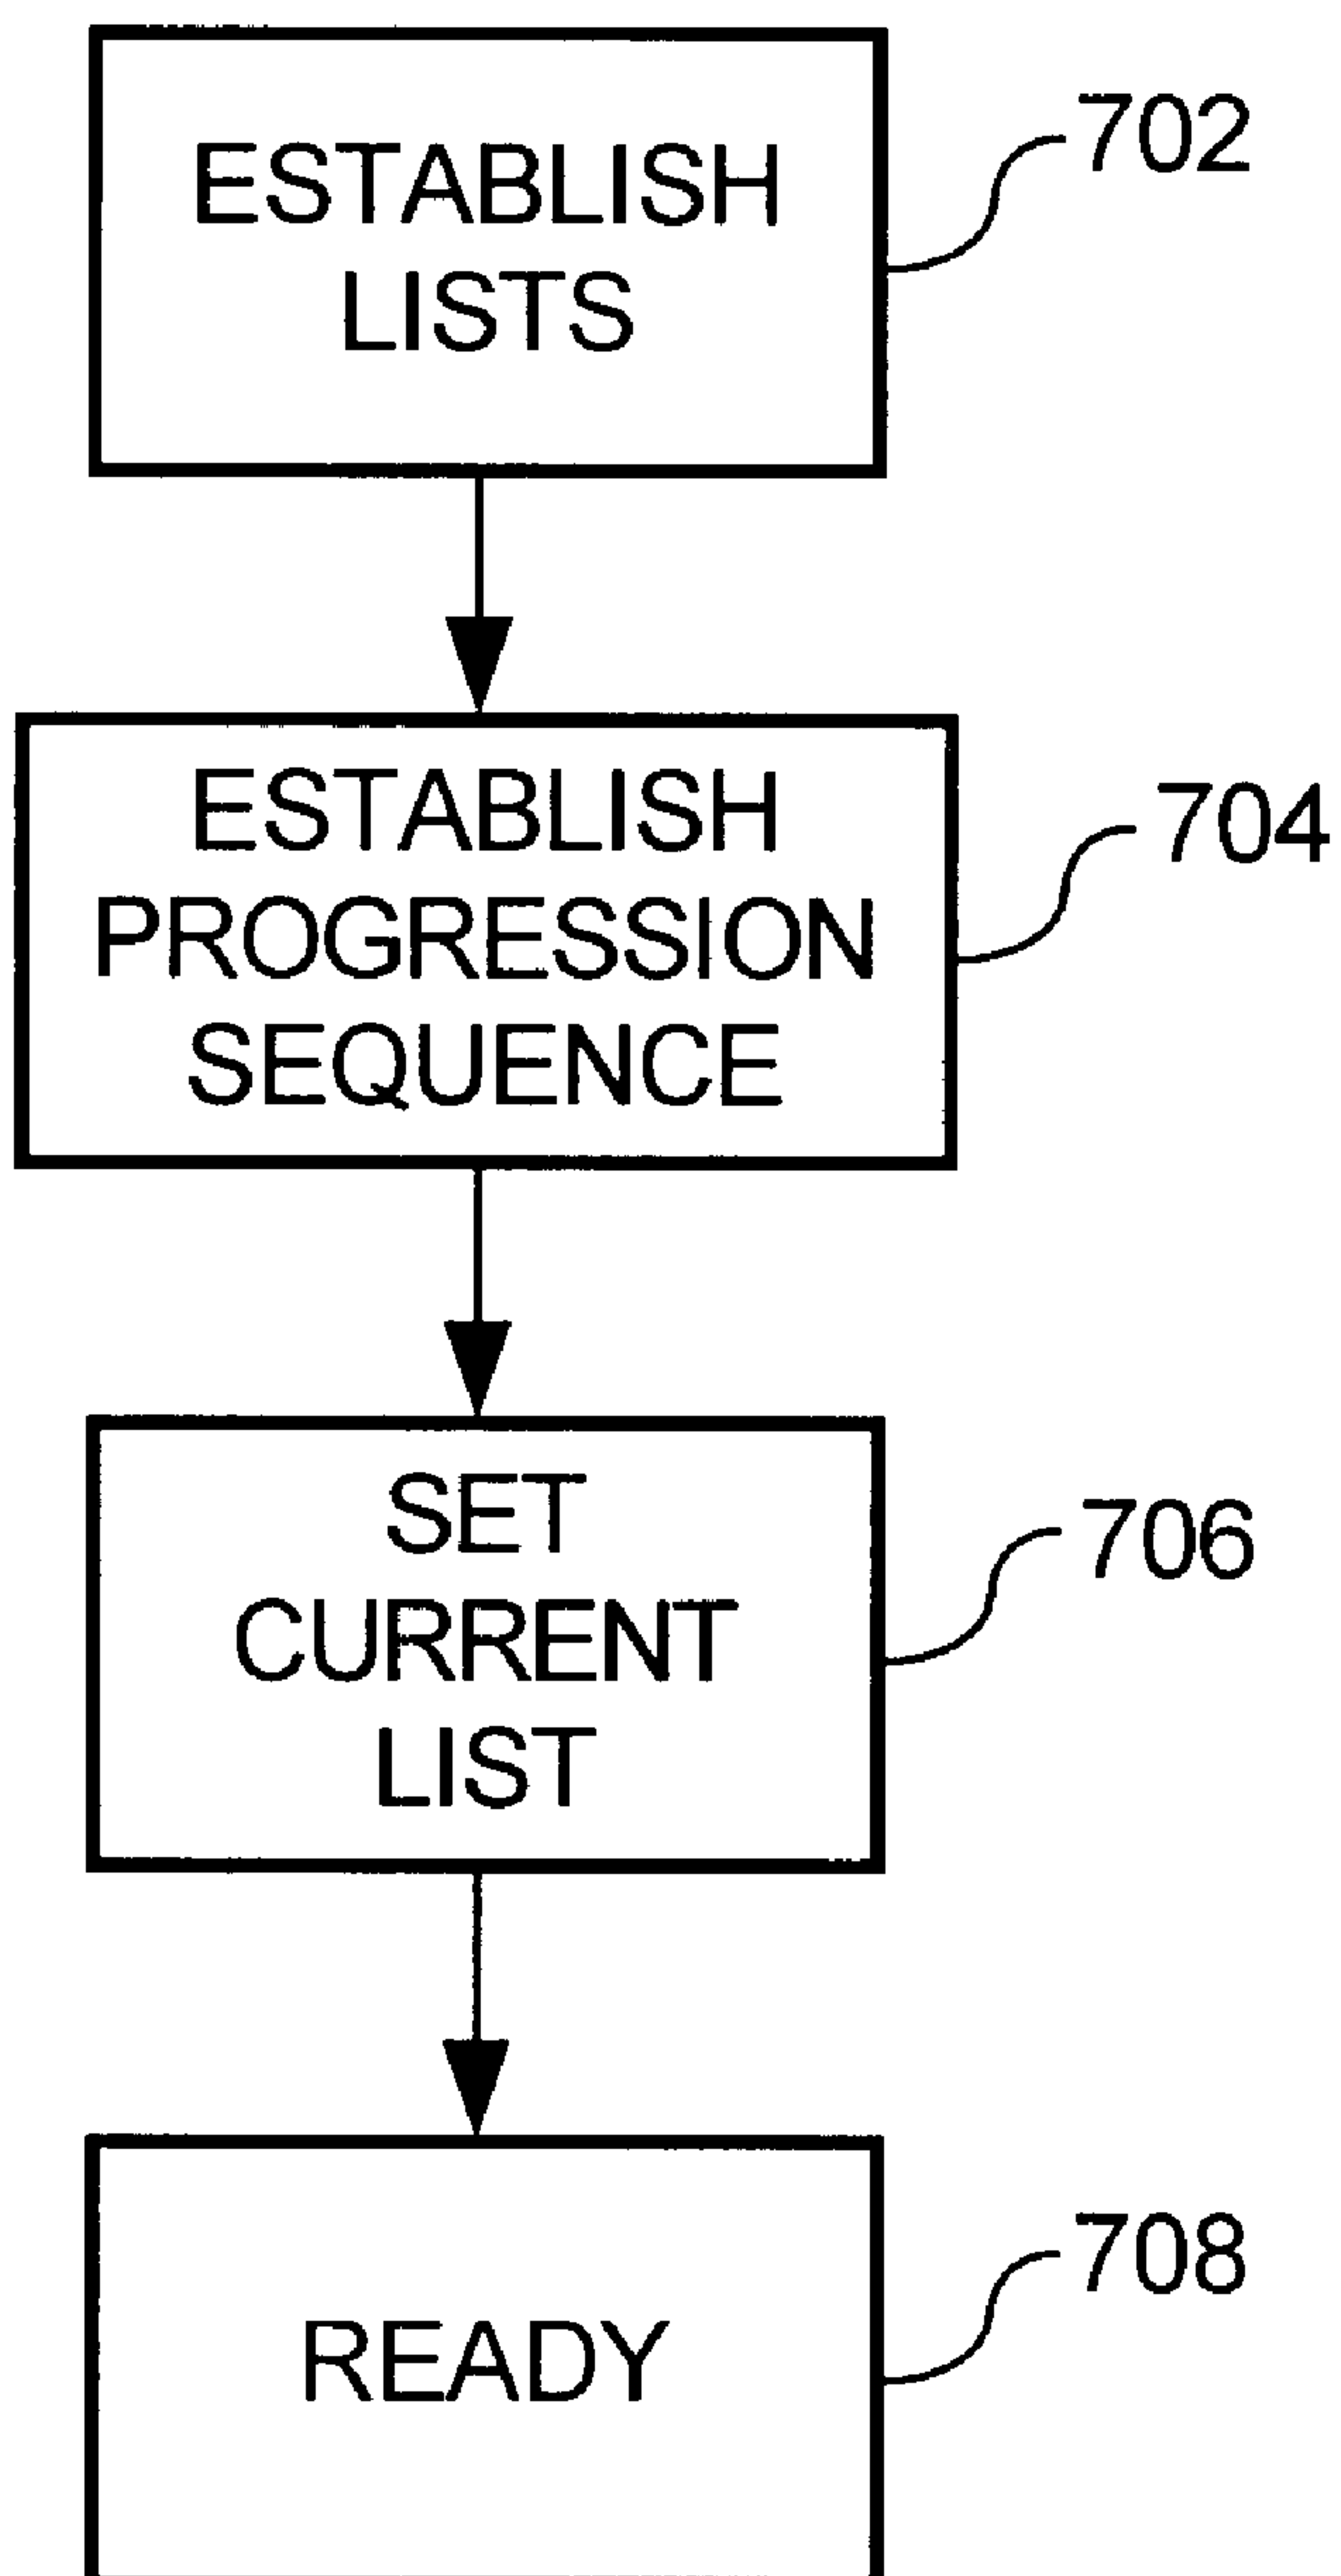 ESTABLISH
LISTS
702
ESTABLISH
PROGRESSION
SEQUENCE
704
SET
CURRENT
LIST
706
READY
708